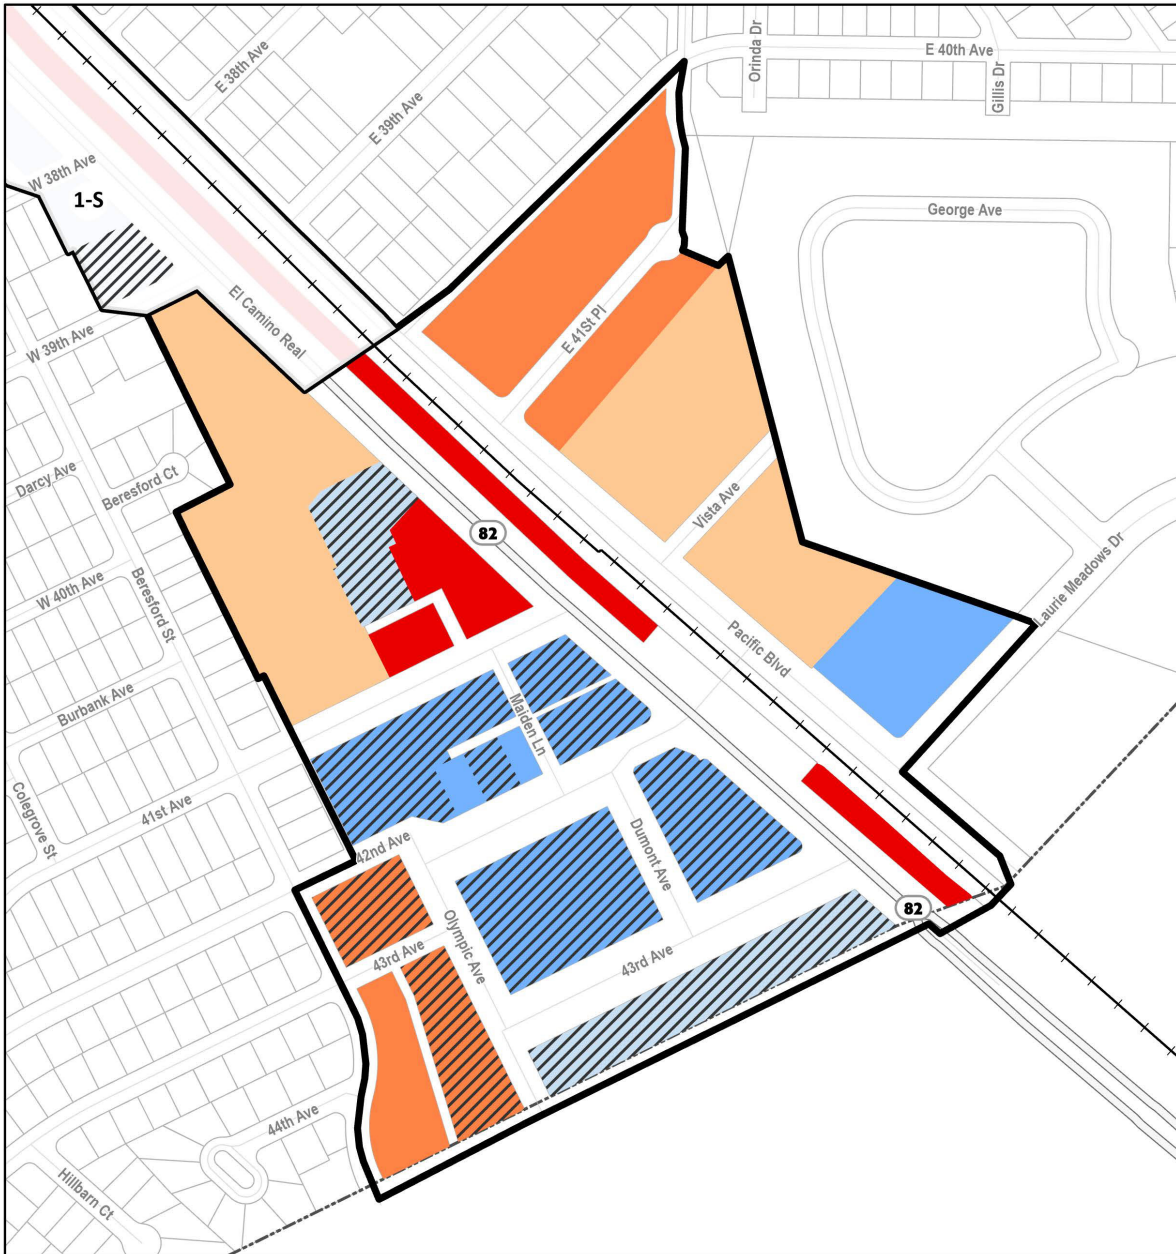 Orinda Dr
E 40th Ave
E 38th Ave
Gillis Dr
E 39th Ave
W 38th Ave
1-S
George Ave
El Camino Real
E 41St Pl
W 39th Ave
Darcy Ave
Beresford Ct
Vista Ave
82
Laurie Meadows Dr
W 40th Ave
Beresford St
Pacific Blvd
Burbank Ave
Maiden Ln
41st Ave
Colegrove St
42nd Ave
Dumont Ave
82
Olympic Ave
43rd Ave
43rd Ave
44th Ave
Hillbarn Ct